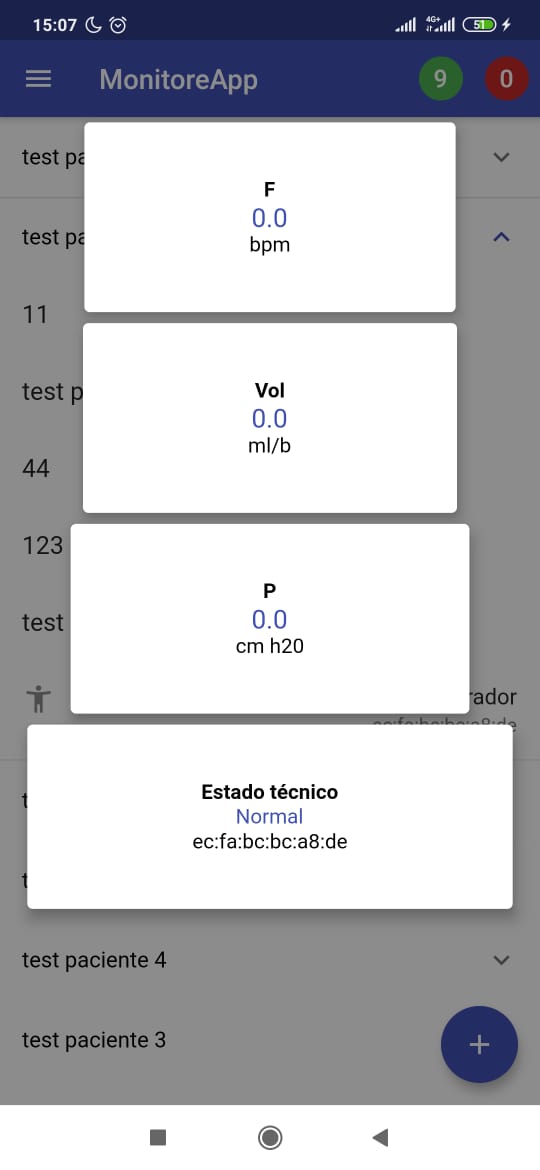 15:07
4G+
51
MonitoreApp
9
0
test pa
F
0.0
bpm
test pa
11
Vol
0.0
ml/b
test p
44
123
P
0.0
cm h20
test
rador
Estado técnico
Normal
ec:fa:bc:bc:a8:de
t
t
test paciente 4
test paciente 3
+